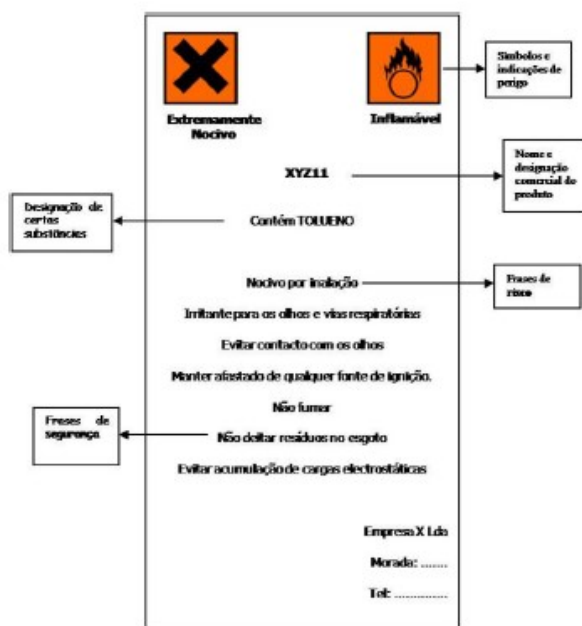 Extremamente
Nocivo
Inflamável
Símbolos e
indicações de
perigo
XYZ11
Nome e
designação
comercial do
produto
Designação de
certas
substâncias
Contém TOLUENO
Nocivo por inalação
Frases de
risco
Irritante para os olhos e vias respiratórias
Evitar contacto com os olhos
Manter afastado de qualquer fonte de ignição.
Não fumar
Frases de
segurança
Não deitar resíduos no esgoto
Evitar acumulação de cargas electrostáticas
Empresa X Lda
Morada: .......
Tel: ..............